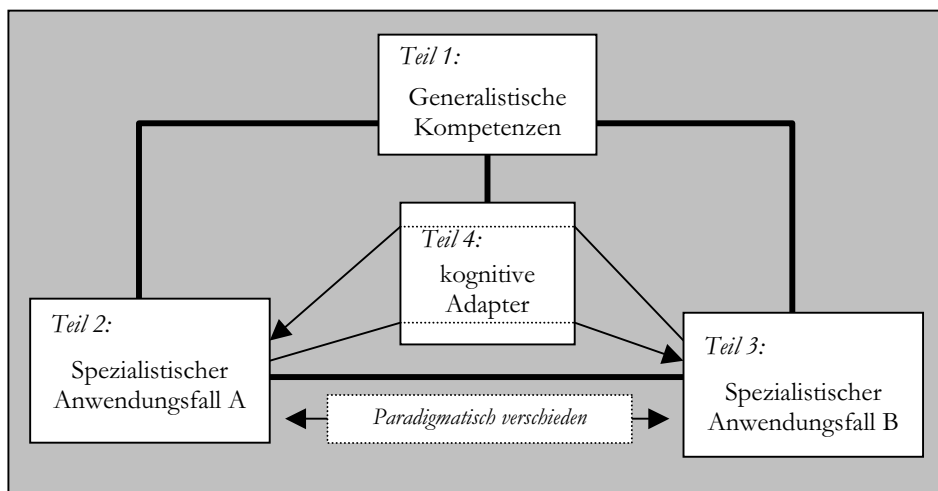 Teil 1:
Generalistische
Kompetenzen
Teil 4:
kognitive
Adapter
Teil 2:
Spezialistischer
Anwendungsfall A
Teil 3:
Spezialistischer
Anwendungsfall B
Paradigmatisch verschieden